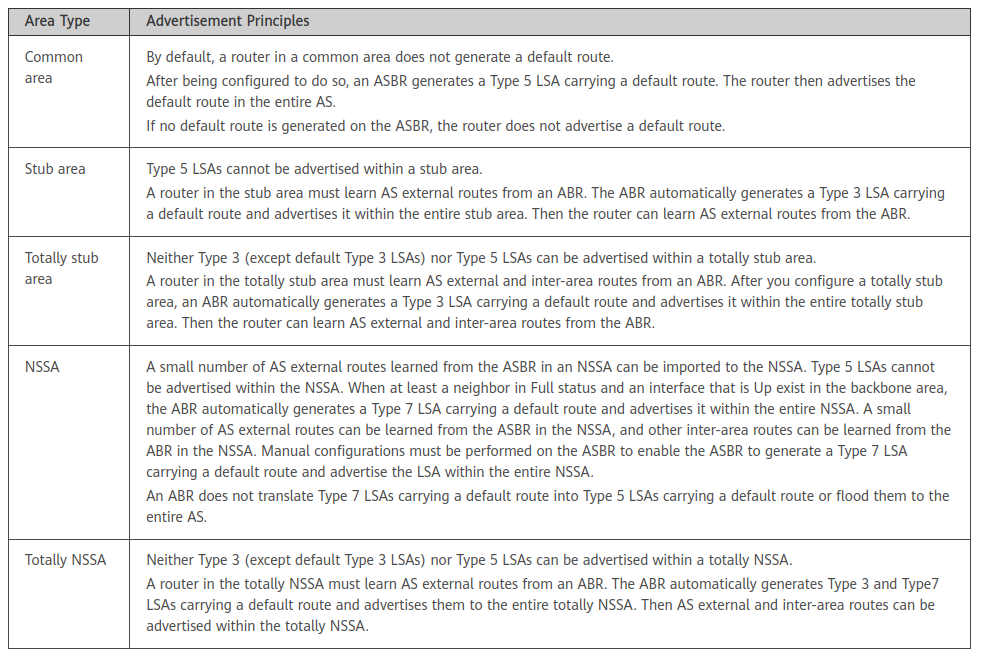 Area Type
Advertisement Principles
Common
area
By default, a router in a common area does not generate a default route.
After being configured to do so, an ASBR generates a Type 5 LSA carrying a default route. The router then advertises the
default route in the entire AS.
If no default route is generated on the ASBR, the router does not advertise a default route.
Stub area
Type 5 LSAs cannot be advertised within a stub area.
A router in the stub area must learn AS external routes from an ABR. The ABR automatically generates a Type 3 LSA carrying
a default route and advertises it within the entire stub area. Then the router can learn AS external routes from the ABR.
Totally stub
area
Neither Type 3 (except default Type 3 LSAs) nor Type 5 LSAs can be advertised within a totally stub area.
A router in the totally stub area must learn AS external and inter-area routes from an ABR. After you configure a totally stub
area, an ABR automatically generates a Type 3 LSA carrying a default route and advertises it within the entire totally stub
area. Then the router can learn AS external and inter-area routes from the ABR.
NSSA
A small number of AS external routes learned from the ASBR in an NSSA can be imported to the NSSA. Type 5 LSAs cannot
be advertised within the NSSA. When at least a neighbor in Full status and an interface that is Up exist in the backbone area,
the ABR automatically generates a Type 7 LSA carrying a default route and advertises it within the entire NSSA. A small
number of AS external routes can be learned from the ASBR in the NSSA, and other inter-area routes can be learned from the
ABR in the NSSA. Manual configurations must be performed on the ASBR to enable the ASBR to generate a Type 7 LSA
carrying a default route and advertise the LSA within the entire NSSA.
An ABR does not translate Type 7 LSAs carrying a default route into Type 5 LSAs carrying a default route or flood them to the
entire AS.
Totally NSSA
Neither Type 3 (except default Type 3 LSAs) nor Type 5 LSAs can be advertised within a totally NSSA.
A router in the totally NSSA must learn AS external routes from an ABR. The ABR automatically generates Type 3 and Type7
LSAs carrying a default route and advertises them to the entire totally NSSA. Then AS external and inter-area routes can be
advertised within the totally NSSA.